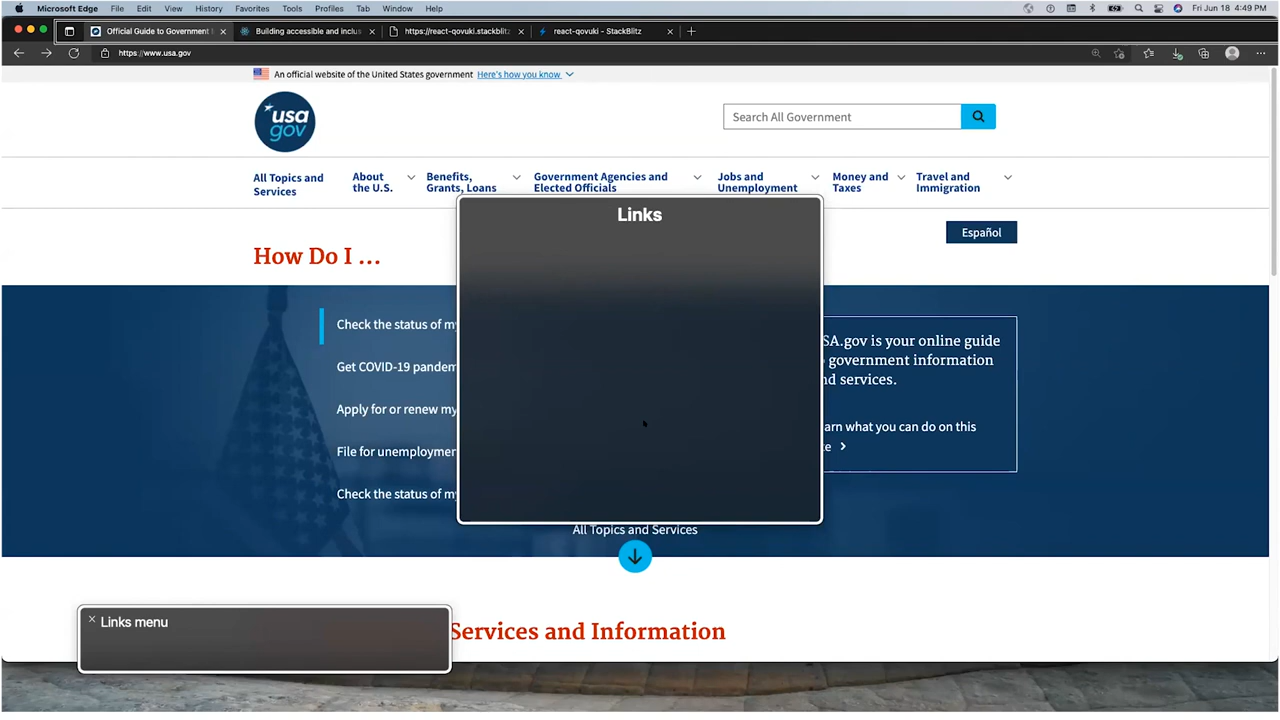 Microsoft Edge File Edit View History Favorites Tools Profiles Tab Window Help Fri Jun 18 4:49 PM
Official Guide to Government Building accessible and inclus https://react-qovuki.stackblitz react-qovuki - StackBlitz
https://www.usa.gov
An official website of the United States government Here's how you know
usa
gov
Search All Government
All Topics and
Services
About
the U.S.
Benefits,
Grants, Loans
Government Agencies and
Elected Officials
Jobs and
Unemployment
Money and
Taxes
Travel and
Immigration
Links
Español
How Do I ...
Check the status of my
Get COVID-19 pandem
Apply for or renew my
File for unemploymer
Check the status of my
SA.gov is your online guide
o government information
nd services.
arn what you can do on this
te
All Topics and Services
Links menu
Services and Information